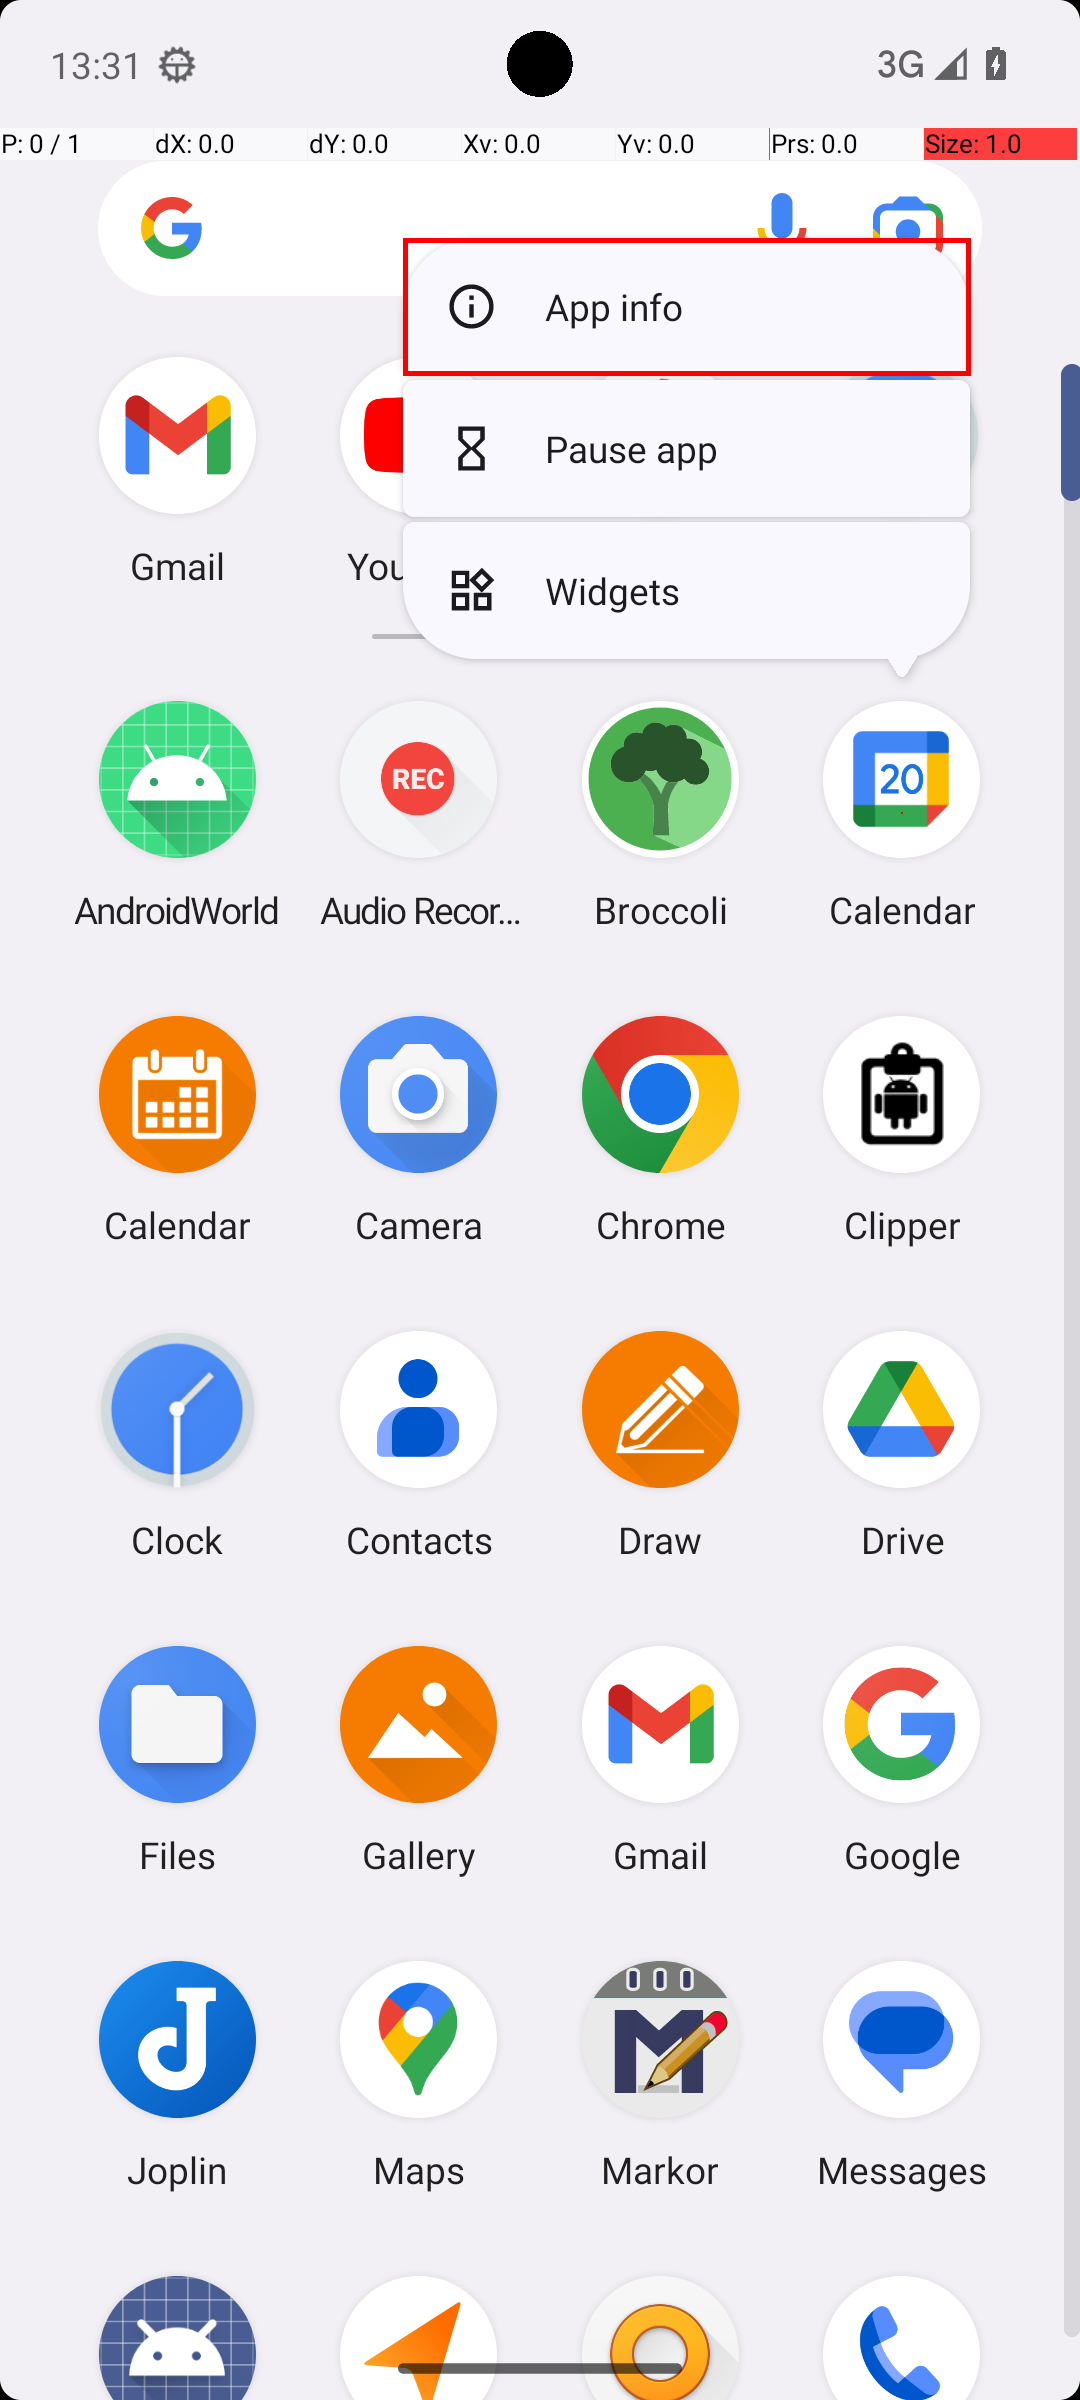 13:31
3G
P: 0 / 1
dX: 0.0
dY: 0.0
Xv: 0.0
Yv: 0.0
Prs: 0.0
Size: 1.0
App info
Pause app
Widgets
Gmail
You
REC
20
AndroidWorld
Audio Recor...
Broccoli
Calendar
Calendar
Camera
Chrome
Clipper
Clock
Contacts
Draw
Drive
Files
Gallery
Gmail
Google
Joplin
Maps
Markor
Messages